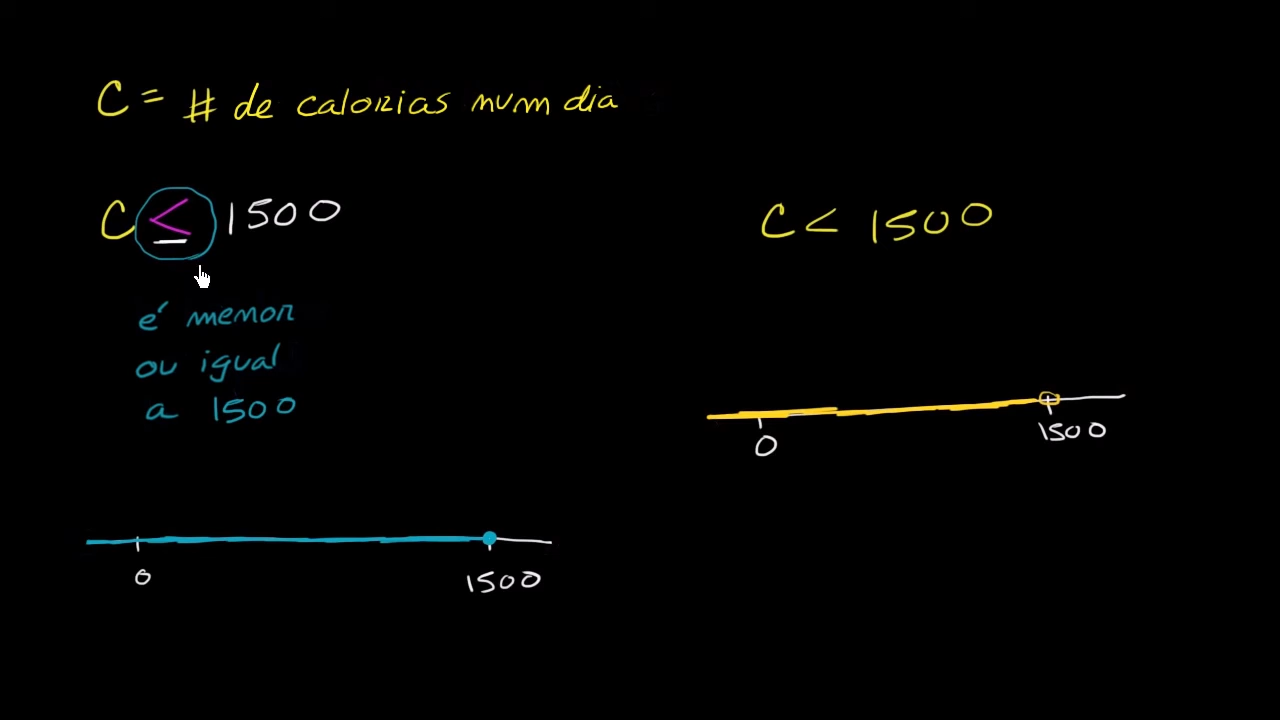 C = # de calorias num dia
C ≤ 1500
C < 1500
é menor
ou igual
a 1500
0 1500
0 1500